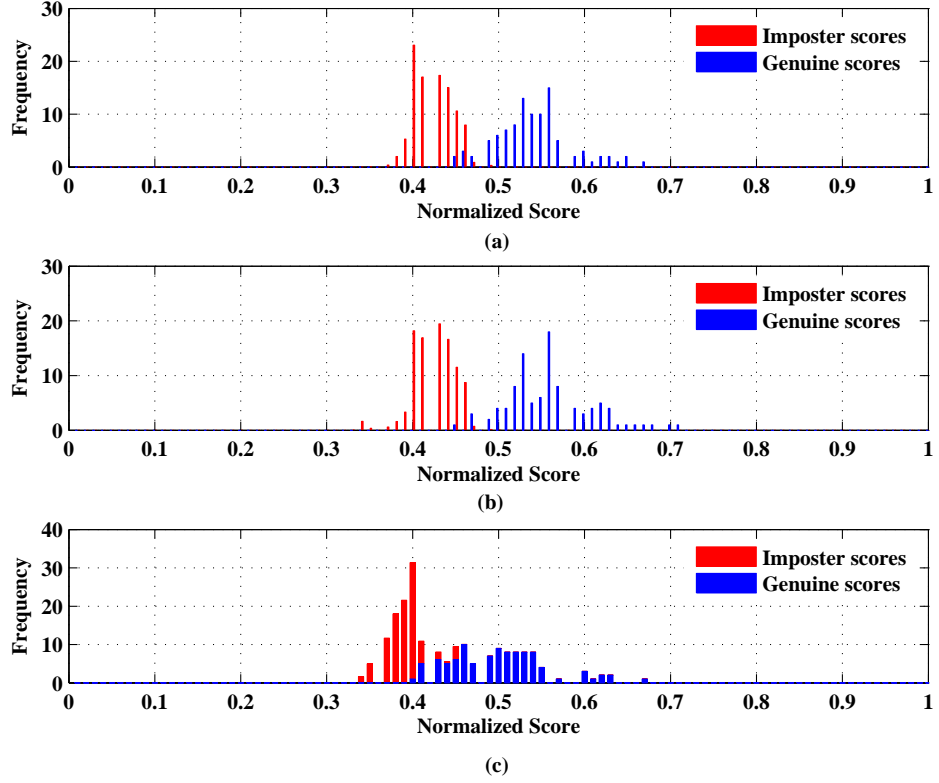 30
20
10
0
Frequency
Imposter scores
Genuine scores
0 0.1 0.2 0.3 0.4 0.5 0.6 0.7 0.8 0.9 1
Normalized Score
(a)
30
20
10
0
Frequency
Imposter scores
Genuine scores
0 0.1 0.2 0.3 0.4 0.5 0.6 0.7 0.8 0.9 1
Normalized Score
(b)
40
30
20
10
0
Frequency
Imposter scores
Genuine scores
0 0.1 0.2 0.3 0.4 0.5 0.6 0.7 0.8 0.9 1
Normalized Score
(c)